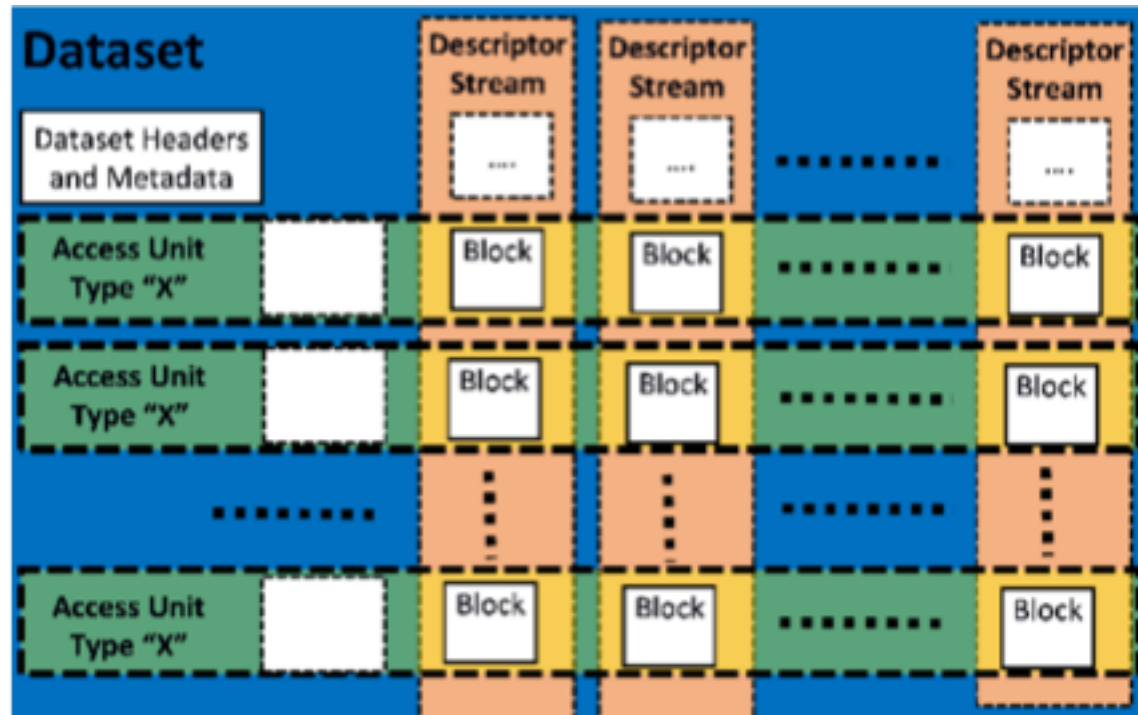 Dataset
Descriptor
Stream
Descriptor
Stream
Descriptor
Stream
Dataset Headers
and Metadata
....
....
....
Access Unit
Type “X”
Block
Block
Block
Access Unit
Type “X”
Block
Block
Block
Access Unit
Type “X”
Block
Block
Block